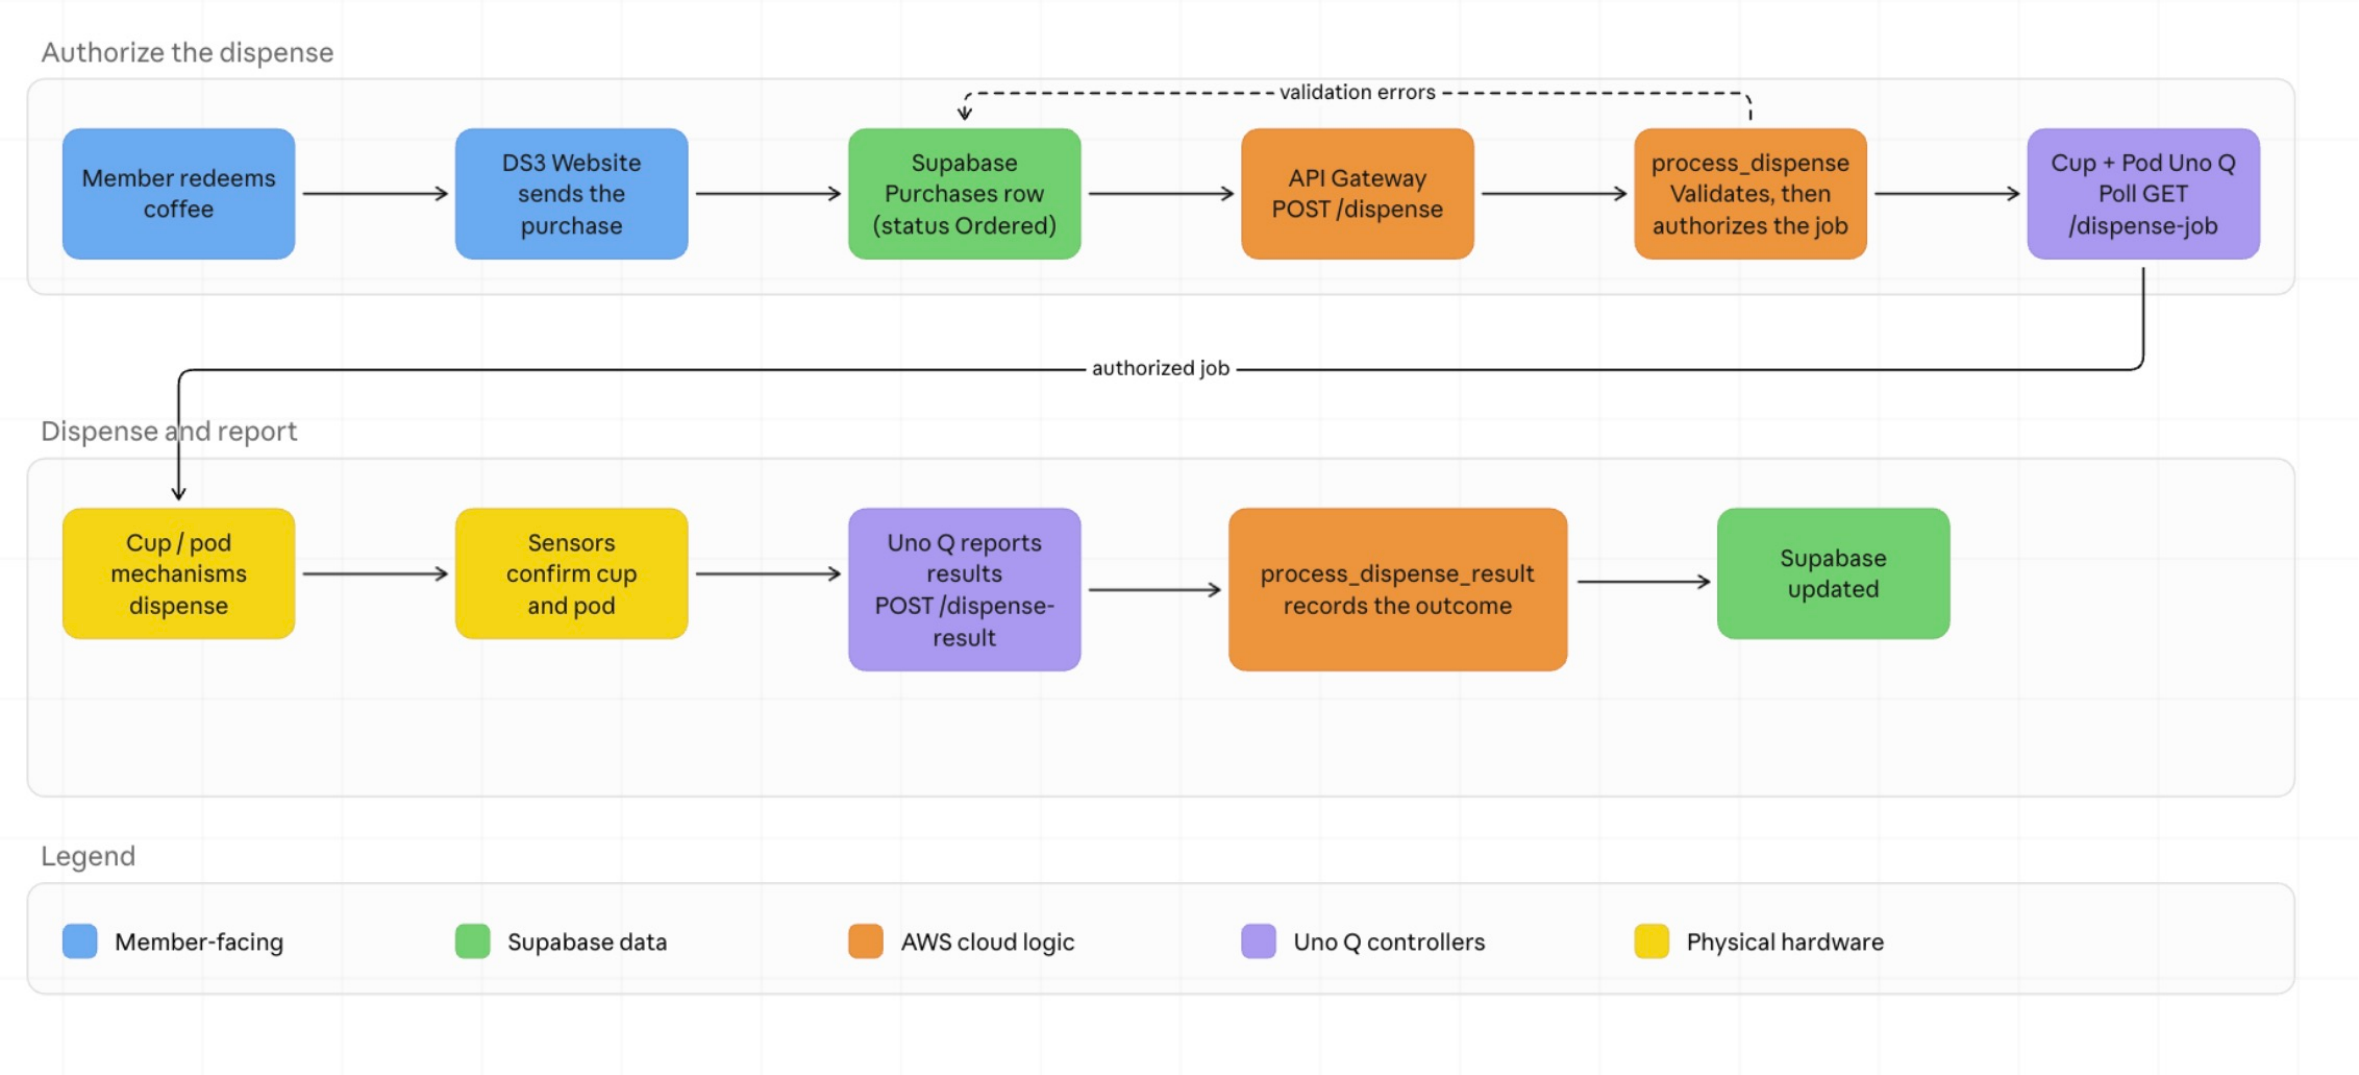 Authorize the dispense
validation errors
Member redeems
coffee
DS3 Website
sends the
purchase
Supabase
Purchases row
(status Ordered)
API Gateway
POST /dispense
process_dispense
Validates, then
authorizes the job
Cup + Pod Uno Q
Poll GET
/dispense-job
authorized job
Dispense and report
Cup / pod
mechanisms
dispense
Sensors
confirm cup
and pod
Uno Q reports
results
POST /dispense-
result
process_dispense_result
records the outcome
Supabase
updated
Legend
Member-facing
Supabase data
AWS cloud logic
Uno Q controllers
Physical hardware